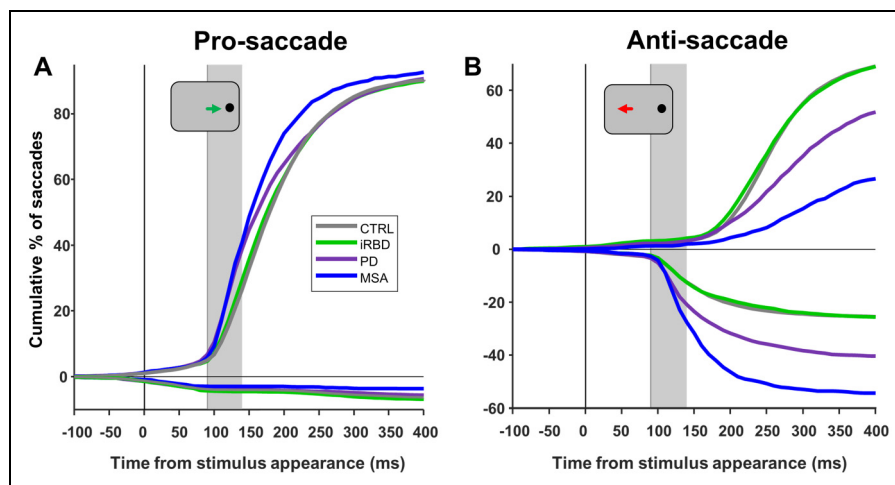 Pro-saccade
Anti-saccade
A
B
Cumulative % of saccades
80
60
40
20
0
CTRL
iRBD
PD
MSA
-100 -50 0 50 100 150 200 250 300 350 400
Time from stimulus appearance (ms)
60
40
20
0
-20
-40
-60
-100 -50 0 50 100 150 200 250 300 350 400
Time from stimulus appearance (ms)